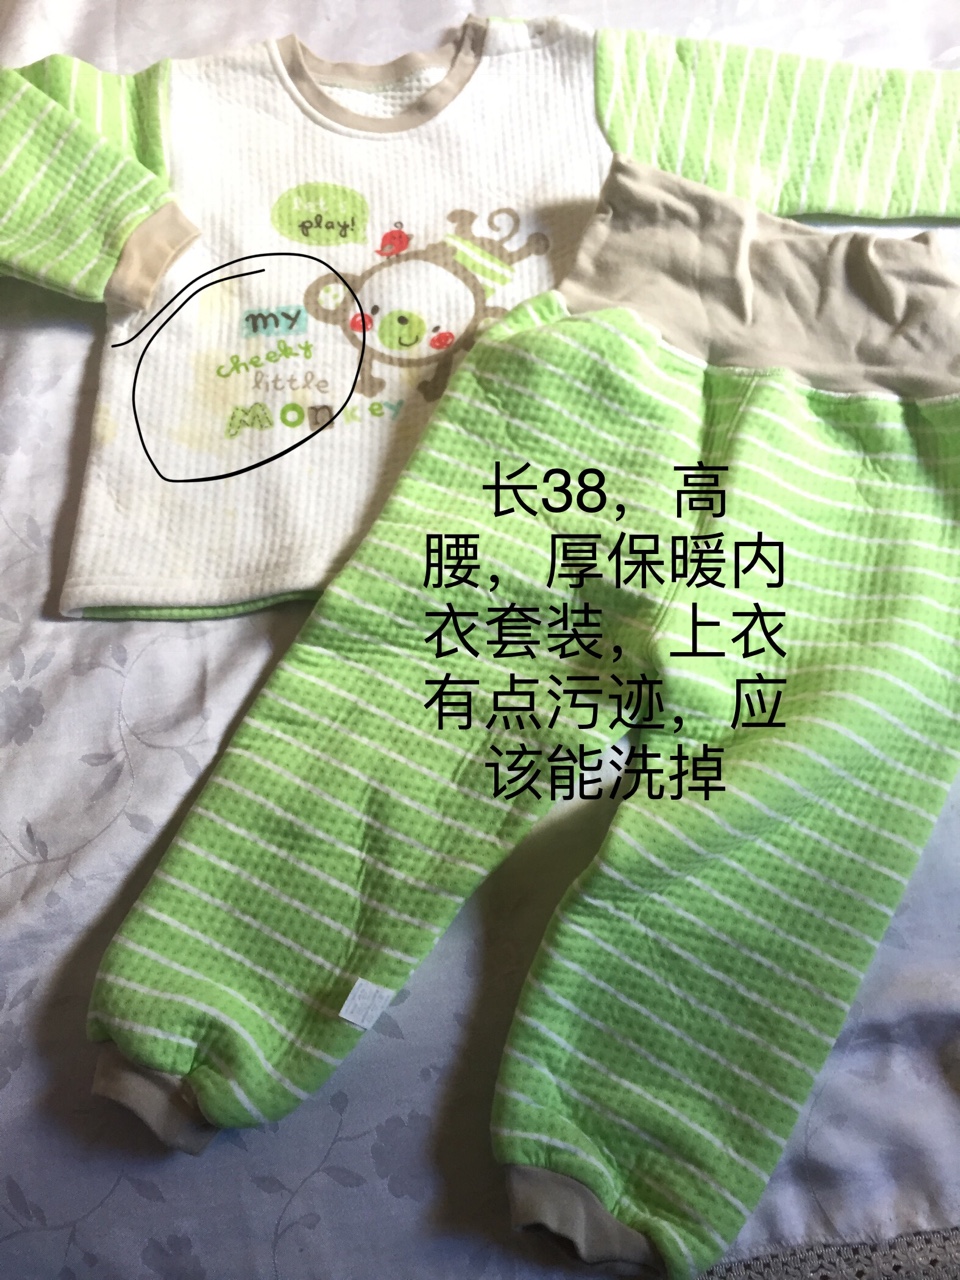 play!
my
cheeky
little
MONkey
长38，高
腰，厚保暖内
衣套装，上衣
有点污迹，应
该能洗掉